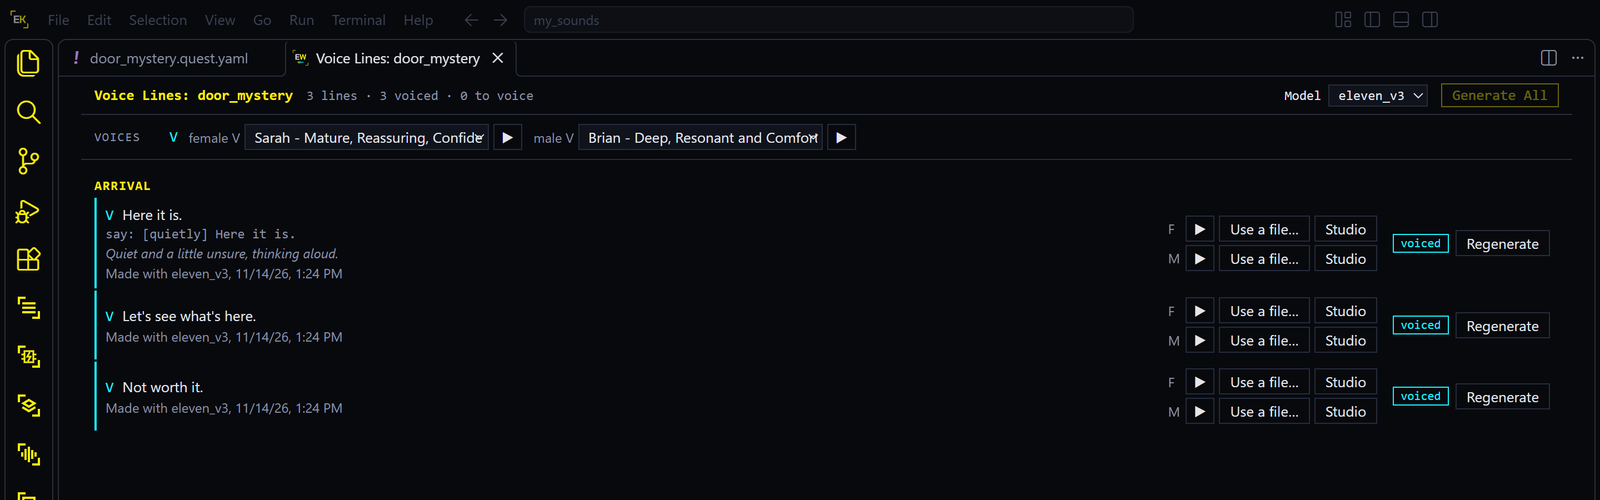 EK File Edit Selection View Go Run Terminal Help my_sounds
! door_mystery.quest.yaml EW Voice Lines: door_mystery
Voice Lines: door_mystery 3 lines · 3 voiced · 0 to voice Model eleven_v3 Generate All
VOICES V female V Sarah - Mature, Reassuring, Confide male V Brian - Deep, Resonant and Comfort
ARRIVAL
V Here it is.
say: [quietly] Here it is.
Quiet and a little unsure, thinking aloud.
Made with eleven_v3, 11/14/26, 1:24 PM
F Use a file... Studio
M Use a file... Studio
voiced Regenerate
V Let's see what's here.
Made with eleven_v3, 11/14/26, 1:24 PM
F Use a file... Studio
M Use a file... Studio
voiced Regenerate
V Not worth it.
Made with eleven_v3, 11/14/26, 1:24 PM
F Use a file... Studio
M Use a file... Studio
voiced Regenerate